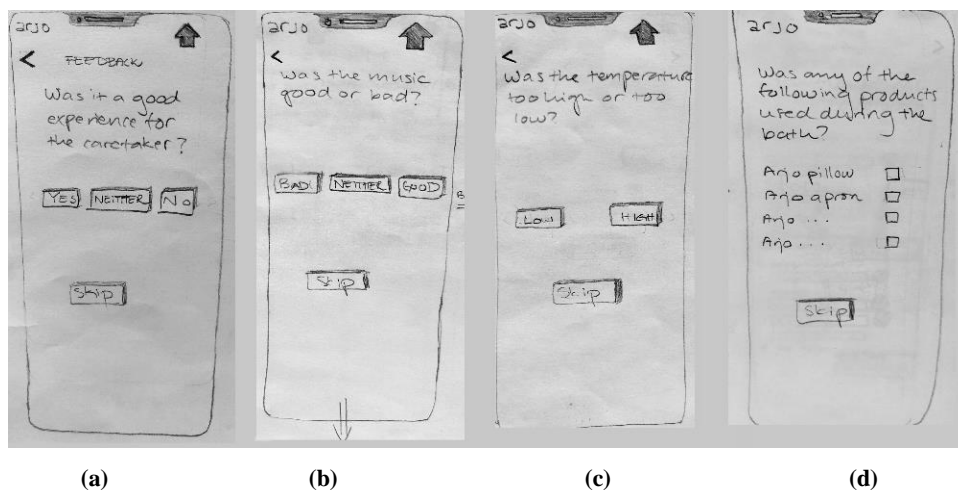 arjo
<
FEEDBACK
Was it a good
experience for
the caretaker?
YES NEITHER NO
Skip
arjo
<
Was the music
good or bad?
BAD NEITHER GOOD
Skip
arjo
<
Was the temperature
too high or too
low?
LOW HIGH
Skip
arjo
Was any of the
following products
used during the
bath?
Arjo pillow
Arjo apron
Arjo ...
Arjo ...
Skip
(a) (b) (c) (d)